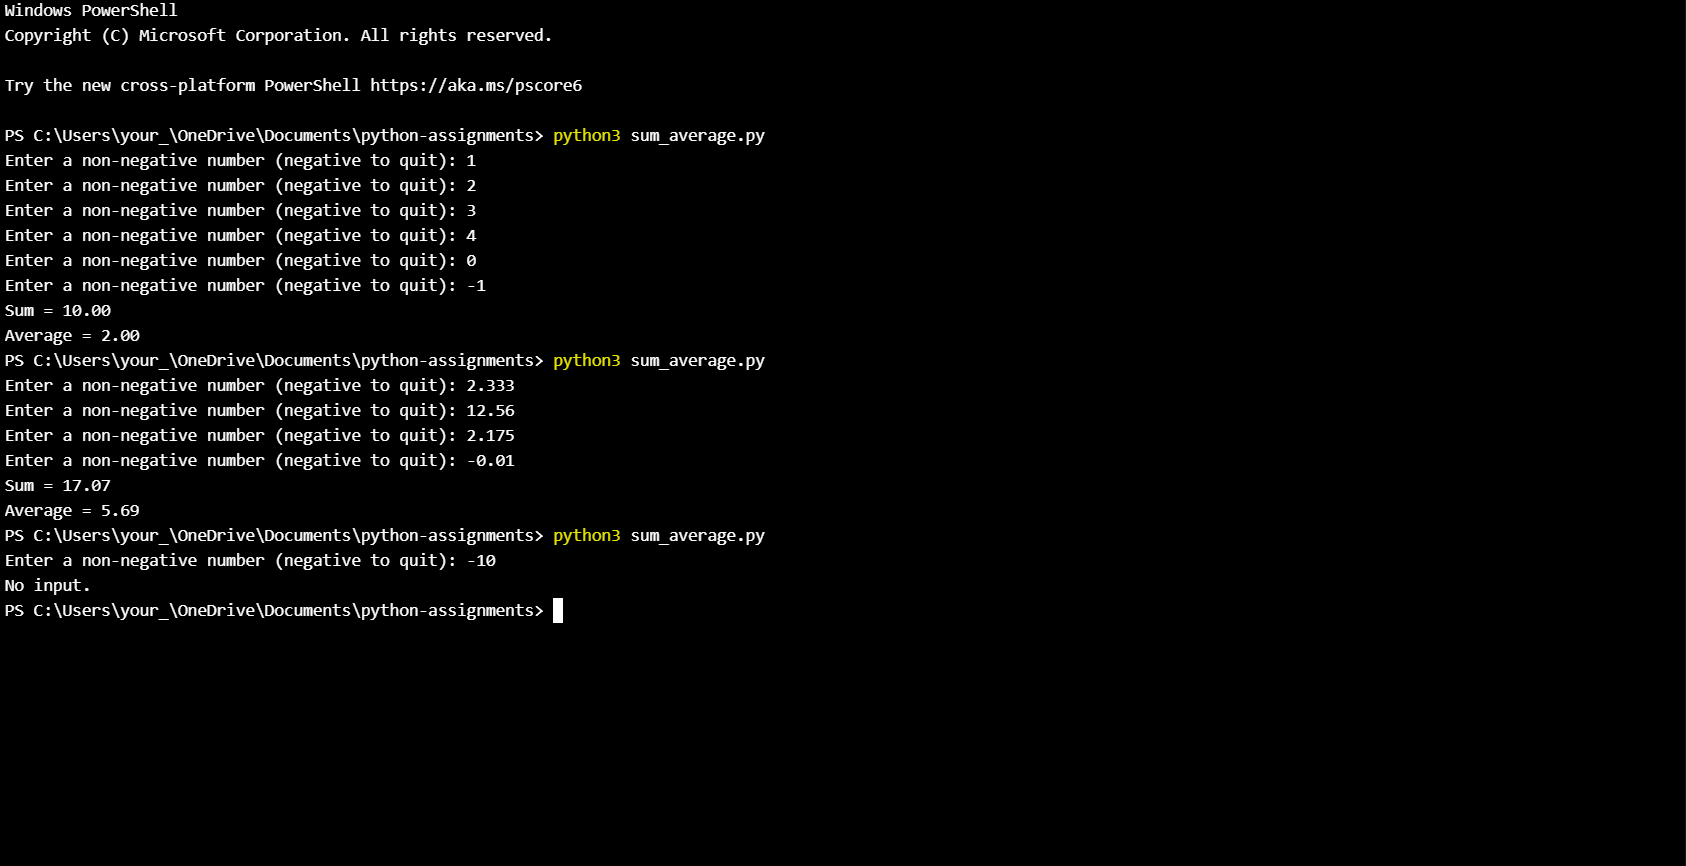 Windows PowerShell
Copyright (C) Microsoft Corporation. All rights reserved.
Try the new cross-platform PowerShell https://aka.ms/pscore6
PS C:\Users\your_\OneDrive\Documents\python-assignments> python3 sum_average.py
Enter a non-negative number (negative to quit): 1
Enter a non-negative number (negative to quit): 2
Enter a non-negative number (negative to quit): 3
Enter a non-negative number (negative to quit): 4
Enter a non-negative number (negative to quit): 0
Enter a non-negative number (negative to quit): -1
Sum = 10.00
Average = 2.00
PS C:\Users\your_\OneDrive\Documents\python-assignments> python3 sum_average.py
Enter a non-negative number (negative to quit): 2.333
Enter a non-negative number (negative to quit): 12.56
Enter a non-negative number (negative to quit): 2.175
Enter a non-negative number (negative to quit): -0.01
Sum = 17.07
Average = 5.69
PS C:\Users\your_\OneDrive\Documents\python-assignments> python3 sum_average.py
Enter a non-negative number (negative to quit): -10
No input.
PS C:\Users\your_\OneDrive\Documents\python-assignments>